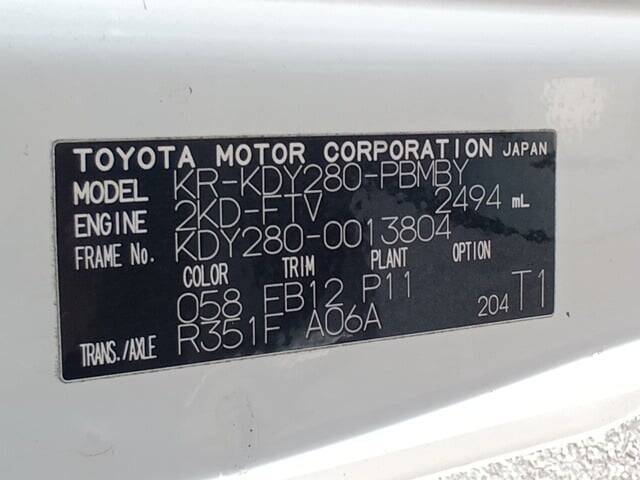 TOYOTA MOTOR CORPORATION JAPAN
MODEL KR-KDY280-PBMBY
ENGINE 2KD-FTV 2494 mL
FRAME No. KDY280-0013804
COLOR TRIM PLANT OPTION
058 FB12 P11
TRANS./AXLE R351F A06A 204 T1